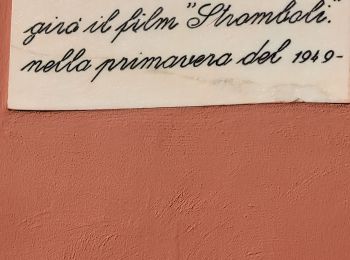 girò il film "Stromboli."
nella primavera del 1949-